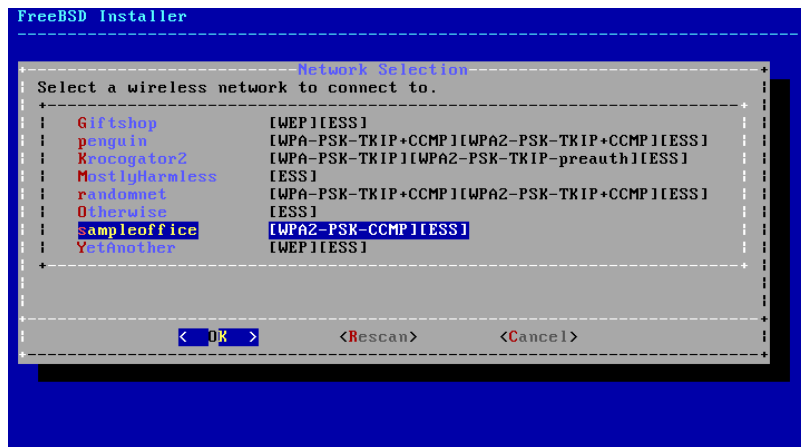 FreeBSD Installer
Network Selection
Select a wireless network to connect to.
Giftshop [WEP][ESS]
penguin [WPA-PSK-TKIP+CCMP][WPA2-PSK-TKIP+CCMP][ESS]
Krocogator2 [WPA-PSK-TKIP][WPA2-PSK-TKIP-preauth][ESS]
MostlyHarmless [ESS]
randomnet [WPA-PSK-TKIP+CCMP][WPA2-PSK-TKIP+CCMP][ESS]
Otherwise [ESS]
sampleoffice [WPA2-PSK-CCMP][ESS]
YetAnother [WEP][ESS]
< OK > <Rescan> <Cancel>